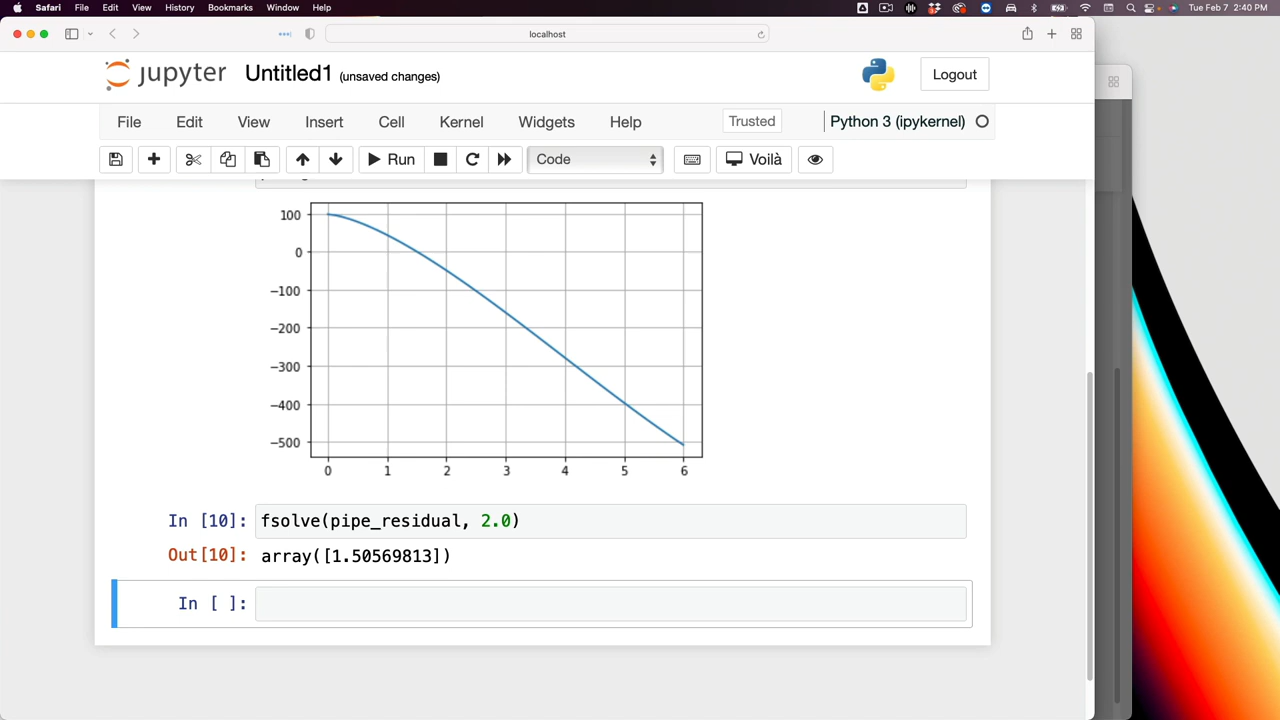 Safari File Edit View History Bookmarks Window Help Tue Feb 7 2:40 PM
localhost
jupyter Untitled1 (unsaved changes) Logout
File Edit View Insert Cell Kernel Widgets Help Trusted Python 3 (ipykernel)
Run Code Voilà
100
0
−100
−200
−300
−400
−500
0 1 2 3 4 5 6
In [10]: fsolve(pipe_residual, 2.0)
Out[10]: array([1.50569813])
In [ ]: